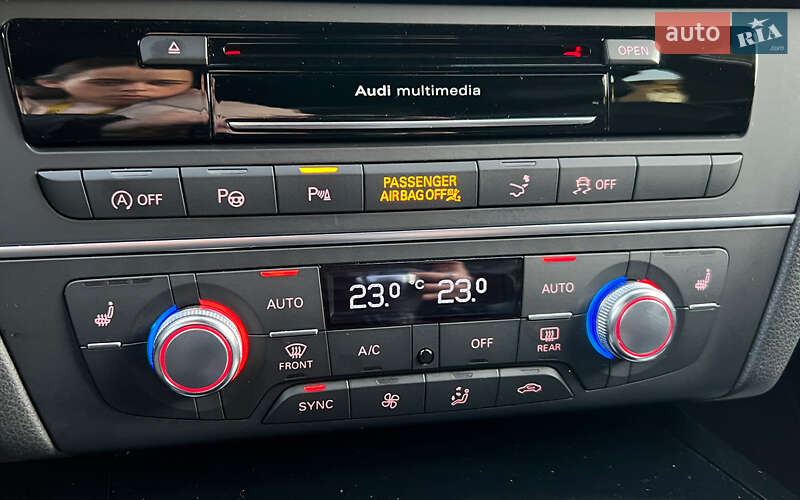 auto RIA .com
OPEN
Audi multimedia
A OFF
P
P
PASSENGER
AIRBAG OFF
OFF
AUTO
23.0 °C 23.0
AUTO
FRONT
A/C
OFF
REAR
SYNC